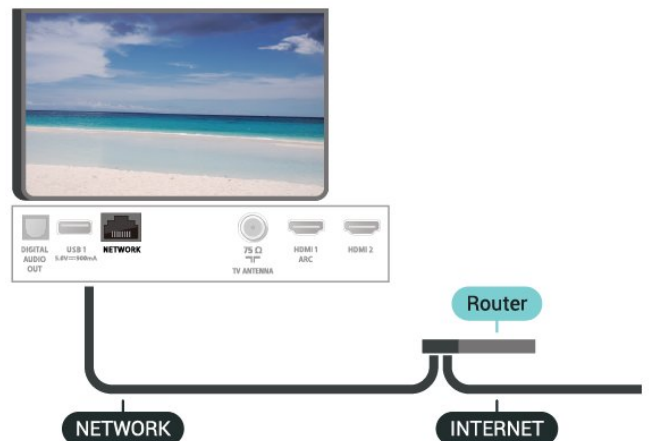 DIGITAL
AUDIO
OUT
USB 1
5.0V⎓500mA
NETWORK
75 Ω
TV ANTENNA
HDMI 1
ARC
HDMI 2
Router
NETWORK
INTERNET